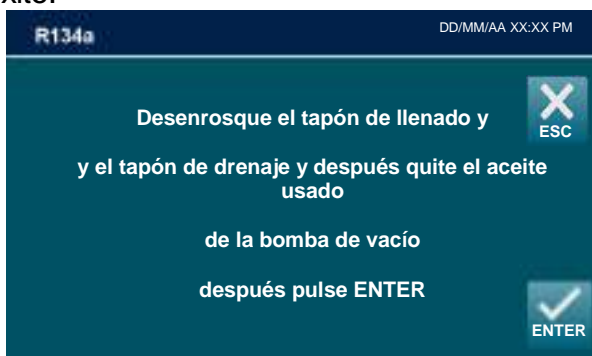 R134a
DD/MM/AA XX:XX PM
Desenrosque el tapón de llenado y
ESC
y el tapón de drenaje y después quite el aceite
usado
de la bomba de vacío
después pulse ENTER
ENTER